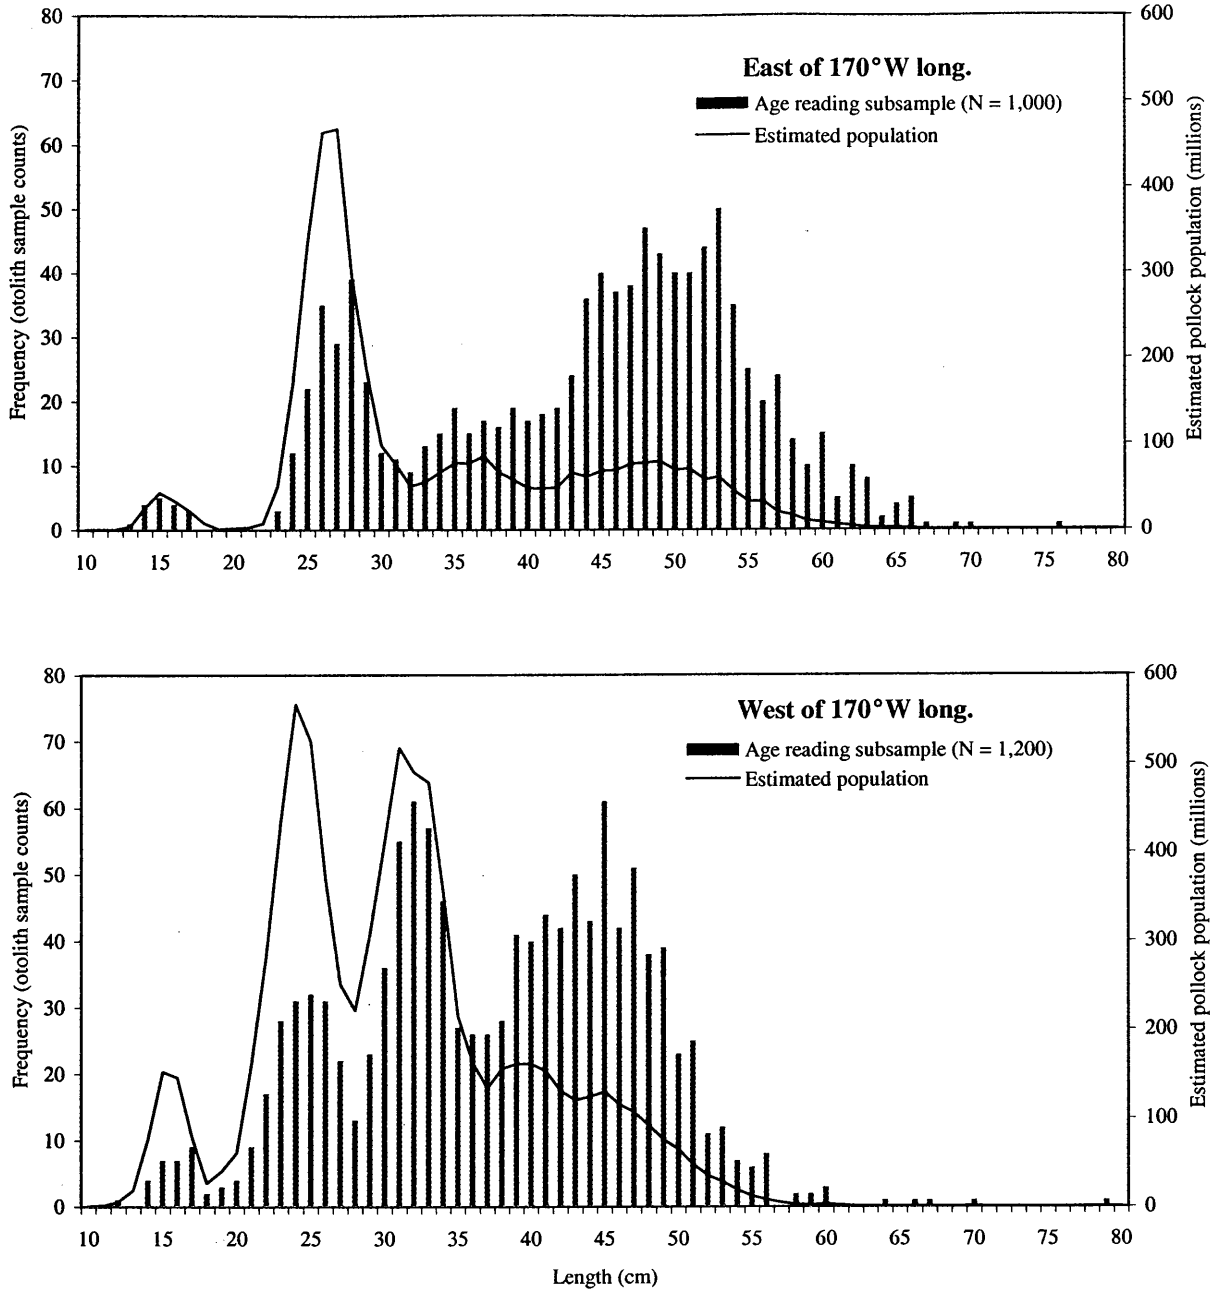 East of 170°W long.
Age reading subsample (N = 1,000)
Estimated population
Frequency (otolith sample counts)
80
70
60
50
40
30
20
10
0
Estimated pollock population (millions)
600
500
400
300
200
100
0
10 15 20 25 30 35 40 45 50 55 60 65 70 75 80
West of 170°W long.
Age reading subsample (N = 1,200)
Estimated population
Frequency (otolith sample counts)
80
70
60
50
40
30
20
10
0
Estimated pollock population (millions)
600
500
400
300
200
100
0
10 15 20 25 30 35 40 45 50 55 60 65 70 75 80
Length (cm)